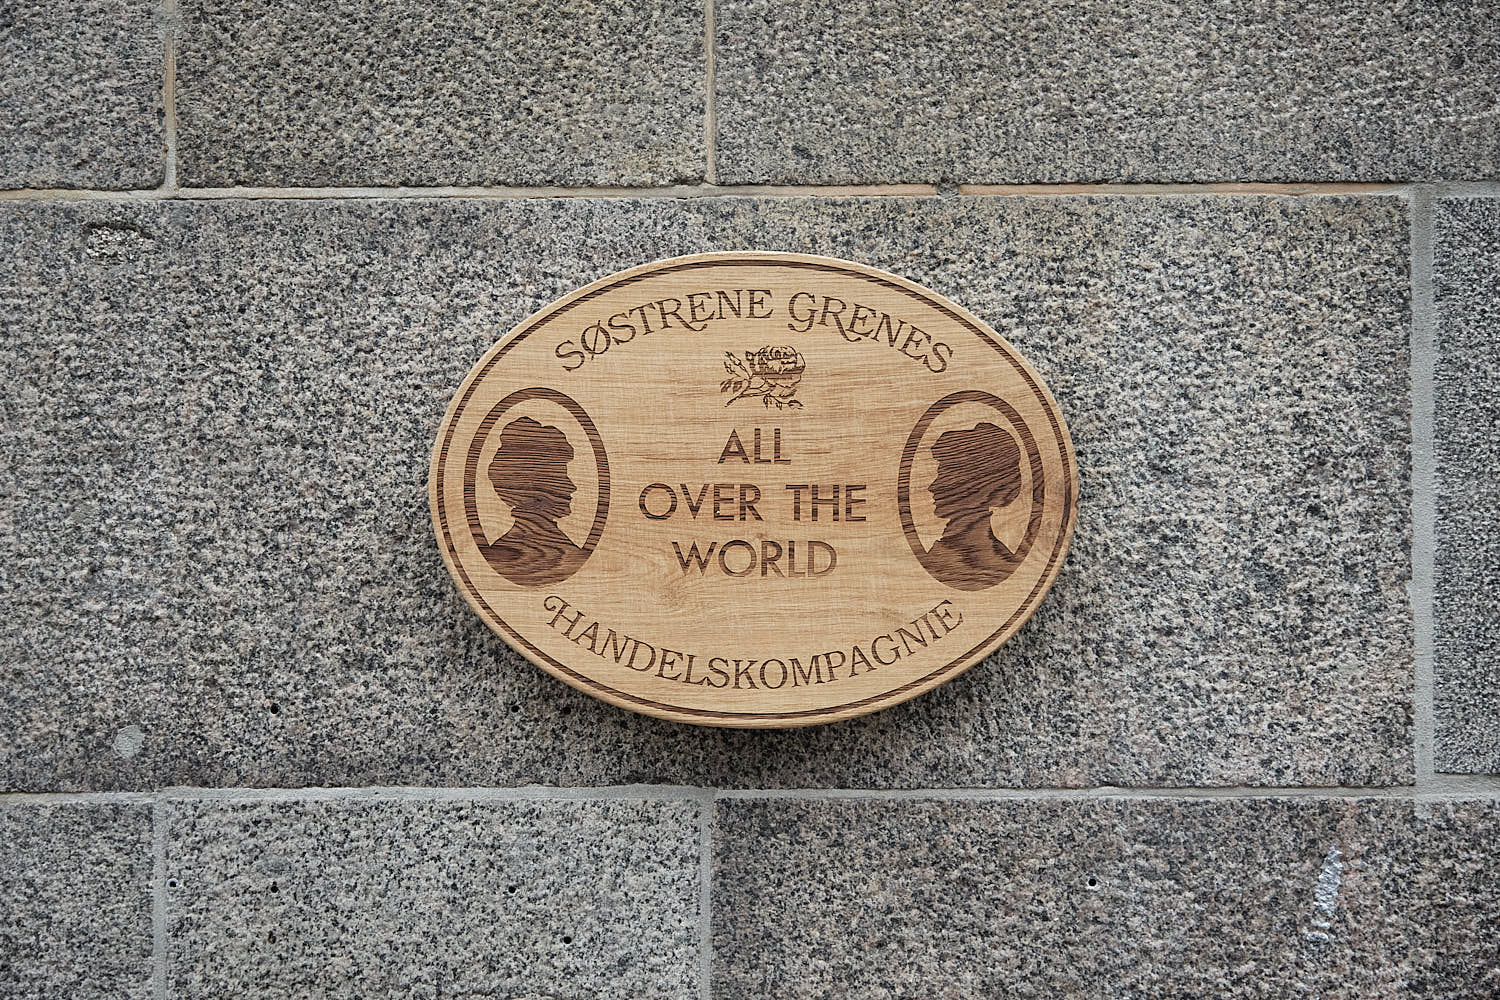 SØSTRENE GRENES
ALL
OVER THE
WORLD
HANDELSKOMPAGNIE